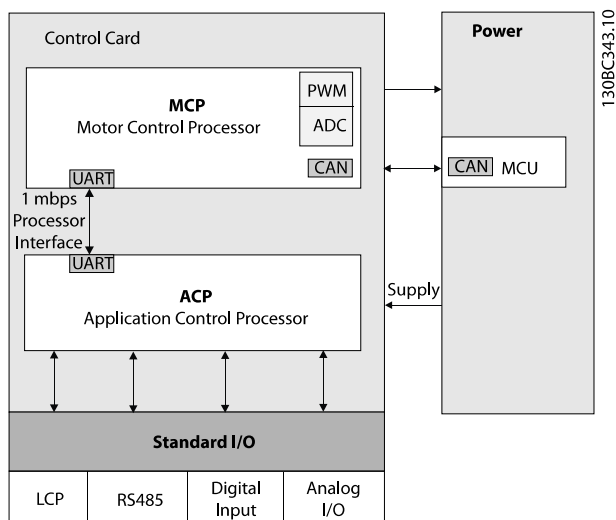 Control Card
MCP
Motor Control Processor
PWM
ADC
CAN
UART
1 mbps
Processor
Interface
UART
ACP
Application Control Processor
Standard I/O
LCP
RS485
Digital
Input
Analog
I/O
Power
CAN
MCU
Supply
130BC343.10